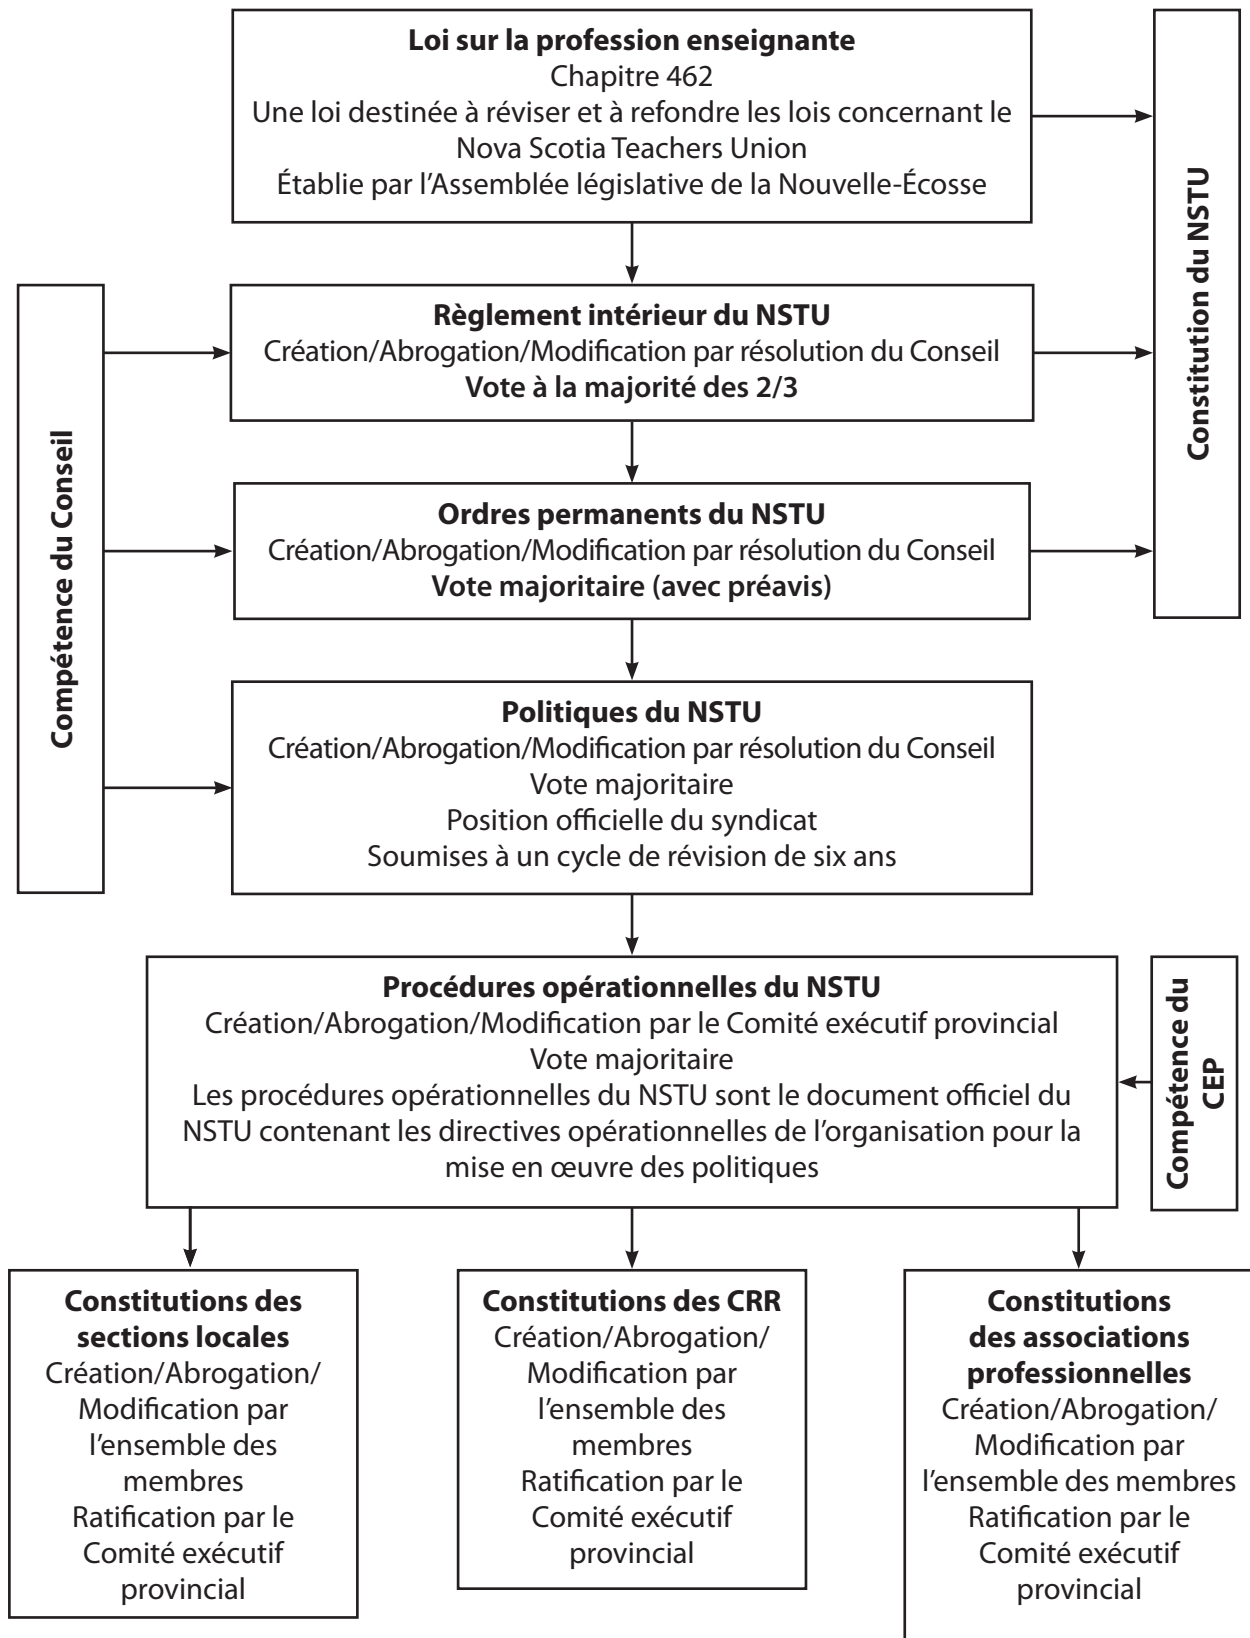 Loi sur la profession enseignante
Chapitre 462
Une loi destinée à réviser et à refondre les lois concernant le
Nova Scotia Teachers Union
Établie par l'Assemblée législative de la Nouvelle-Écosse
Constitution du NSTU
Compétence du Conseil
Règlement intérieur du NSTU
Création/Abrogation/Modification par résolution du Conseil
Vote à la majorité des 2/3
Ordres permanents du NSTU
Création/Abrogation/Modification par résolution du Conseil
Vote majoritaire (avec préavis)
Politiques du NSTU
Création/Abrogation/Modification par résolution du Conseil
Vote majoritaire
Position officielle du syndicat
Soumises à un cycle de révision de six ans
Procédures opérationnelles du NSTU
Création/Abrogation/Modification par le Comité exécutif provincial
Vote majoritaire
Les procédures opérationnelles du NSTU sont le document officiel du
NSTU contenant les directives opérationnelles de l'organisation pour la
mise en œuvre des politiques
Compétence du
CEP
Constitutions des
sections locales
Création/Abrogation/
Modification par
l'ensemble des
membres
Ratification par le
Comité exécutif
provincial
Constitutions des CRR
Création/Abrogation/
Modification par
l'ensemble des
membres
Ratification par le
Comité exécutif
provincial
Constitutions
des associations
professionnelles
Création/Abrogation/
Modification par
l'ensemble des membres
Ratification par le
Comité exécutif
provincial